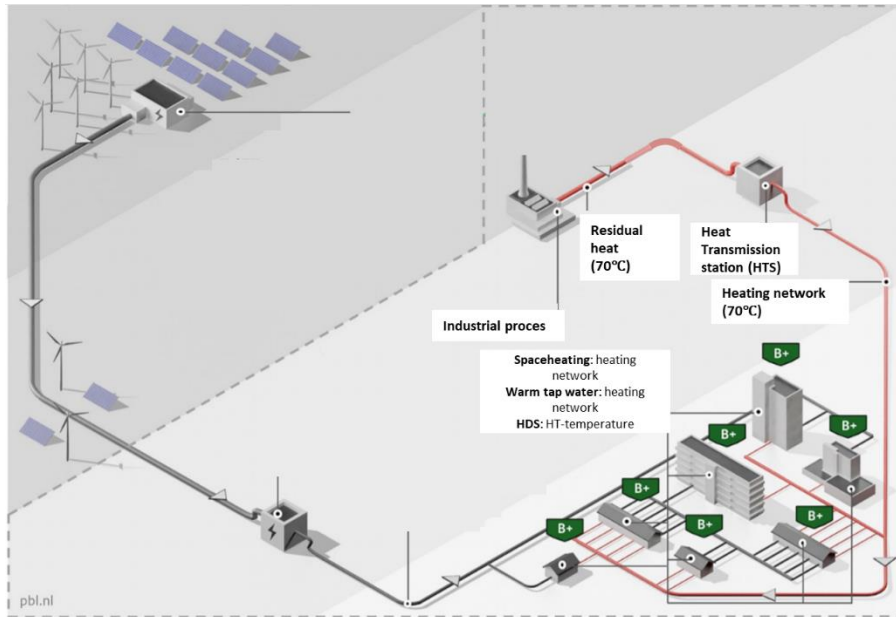 Residual
heat
(70℃)
Heat
Transmission
station (HTS)
Heating network
(70℃)
Industrial proces
Spaceheating: heating
network
Warm tap water: heating
network
HDS: HT-temperature
B+
B+
B+
B+
B+
B+
B+
pbl.nl